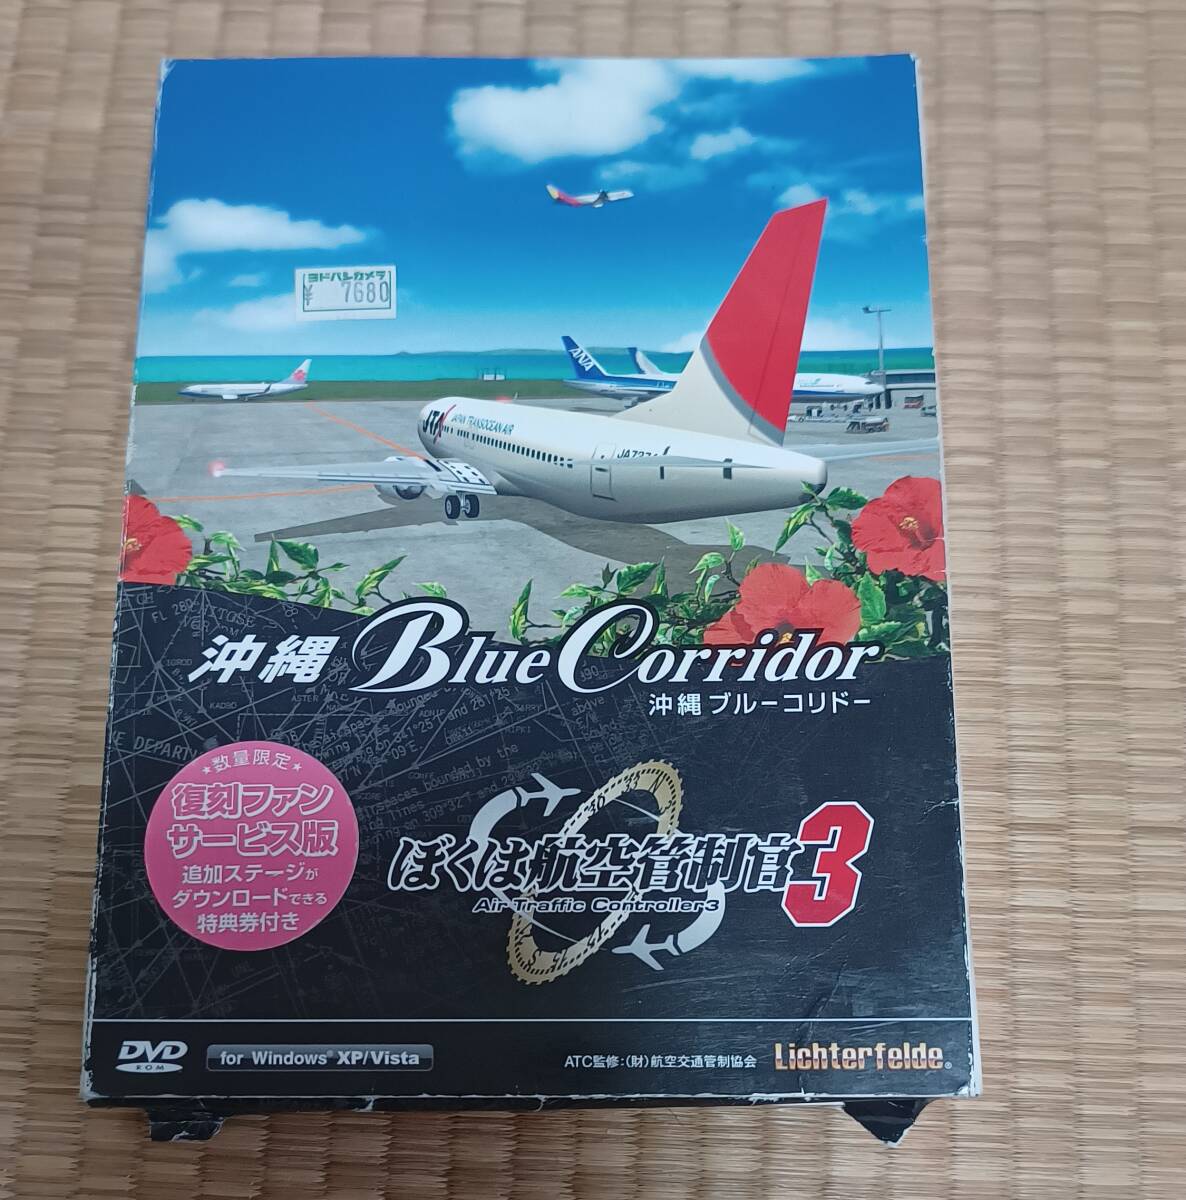 ヨドバシカメラ
¥ 7680
ANA
JTA
JAPAN TRANSOCEAN AIR
沖縄 Blue Corridor
沖縄 ブルーコリドー
数量限定
復刻ファン
サービス版
追加ステージが
ダウンロードできる
特典券付き
ぼくは航空管制官3
Air Traffic Controller3
DVD
ROM
for Windows® XP/Vista
ATC監修:(財)航空交通管制協会
Lichterfelde®